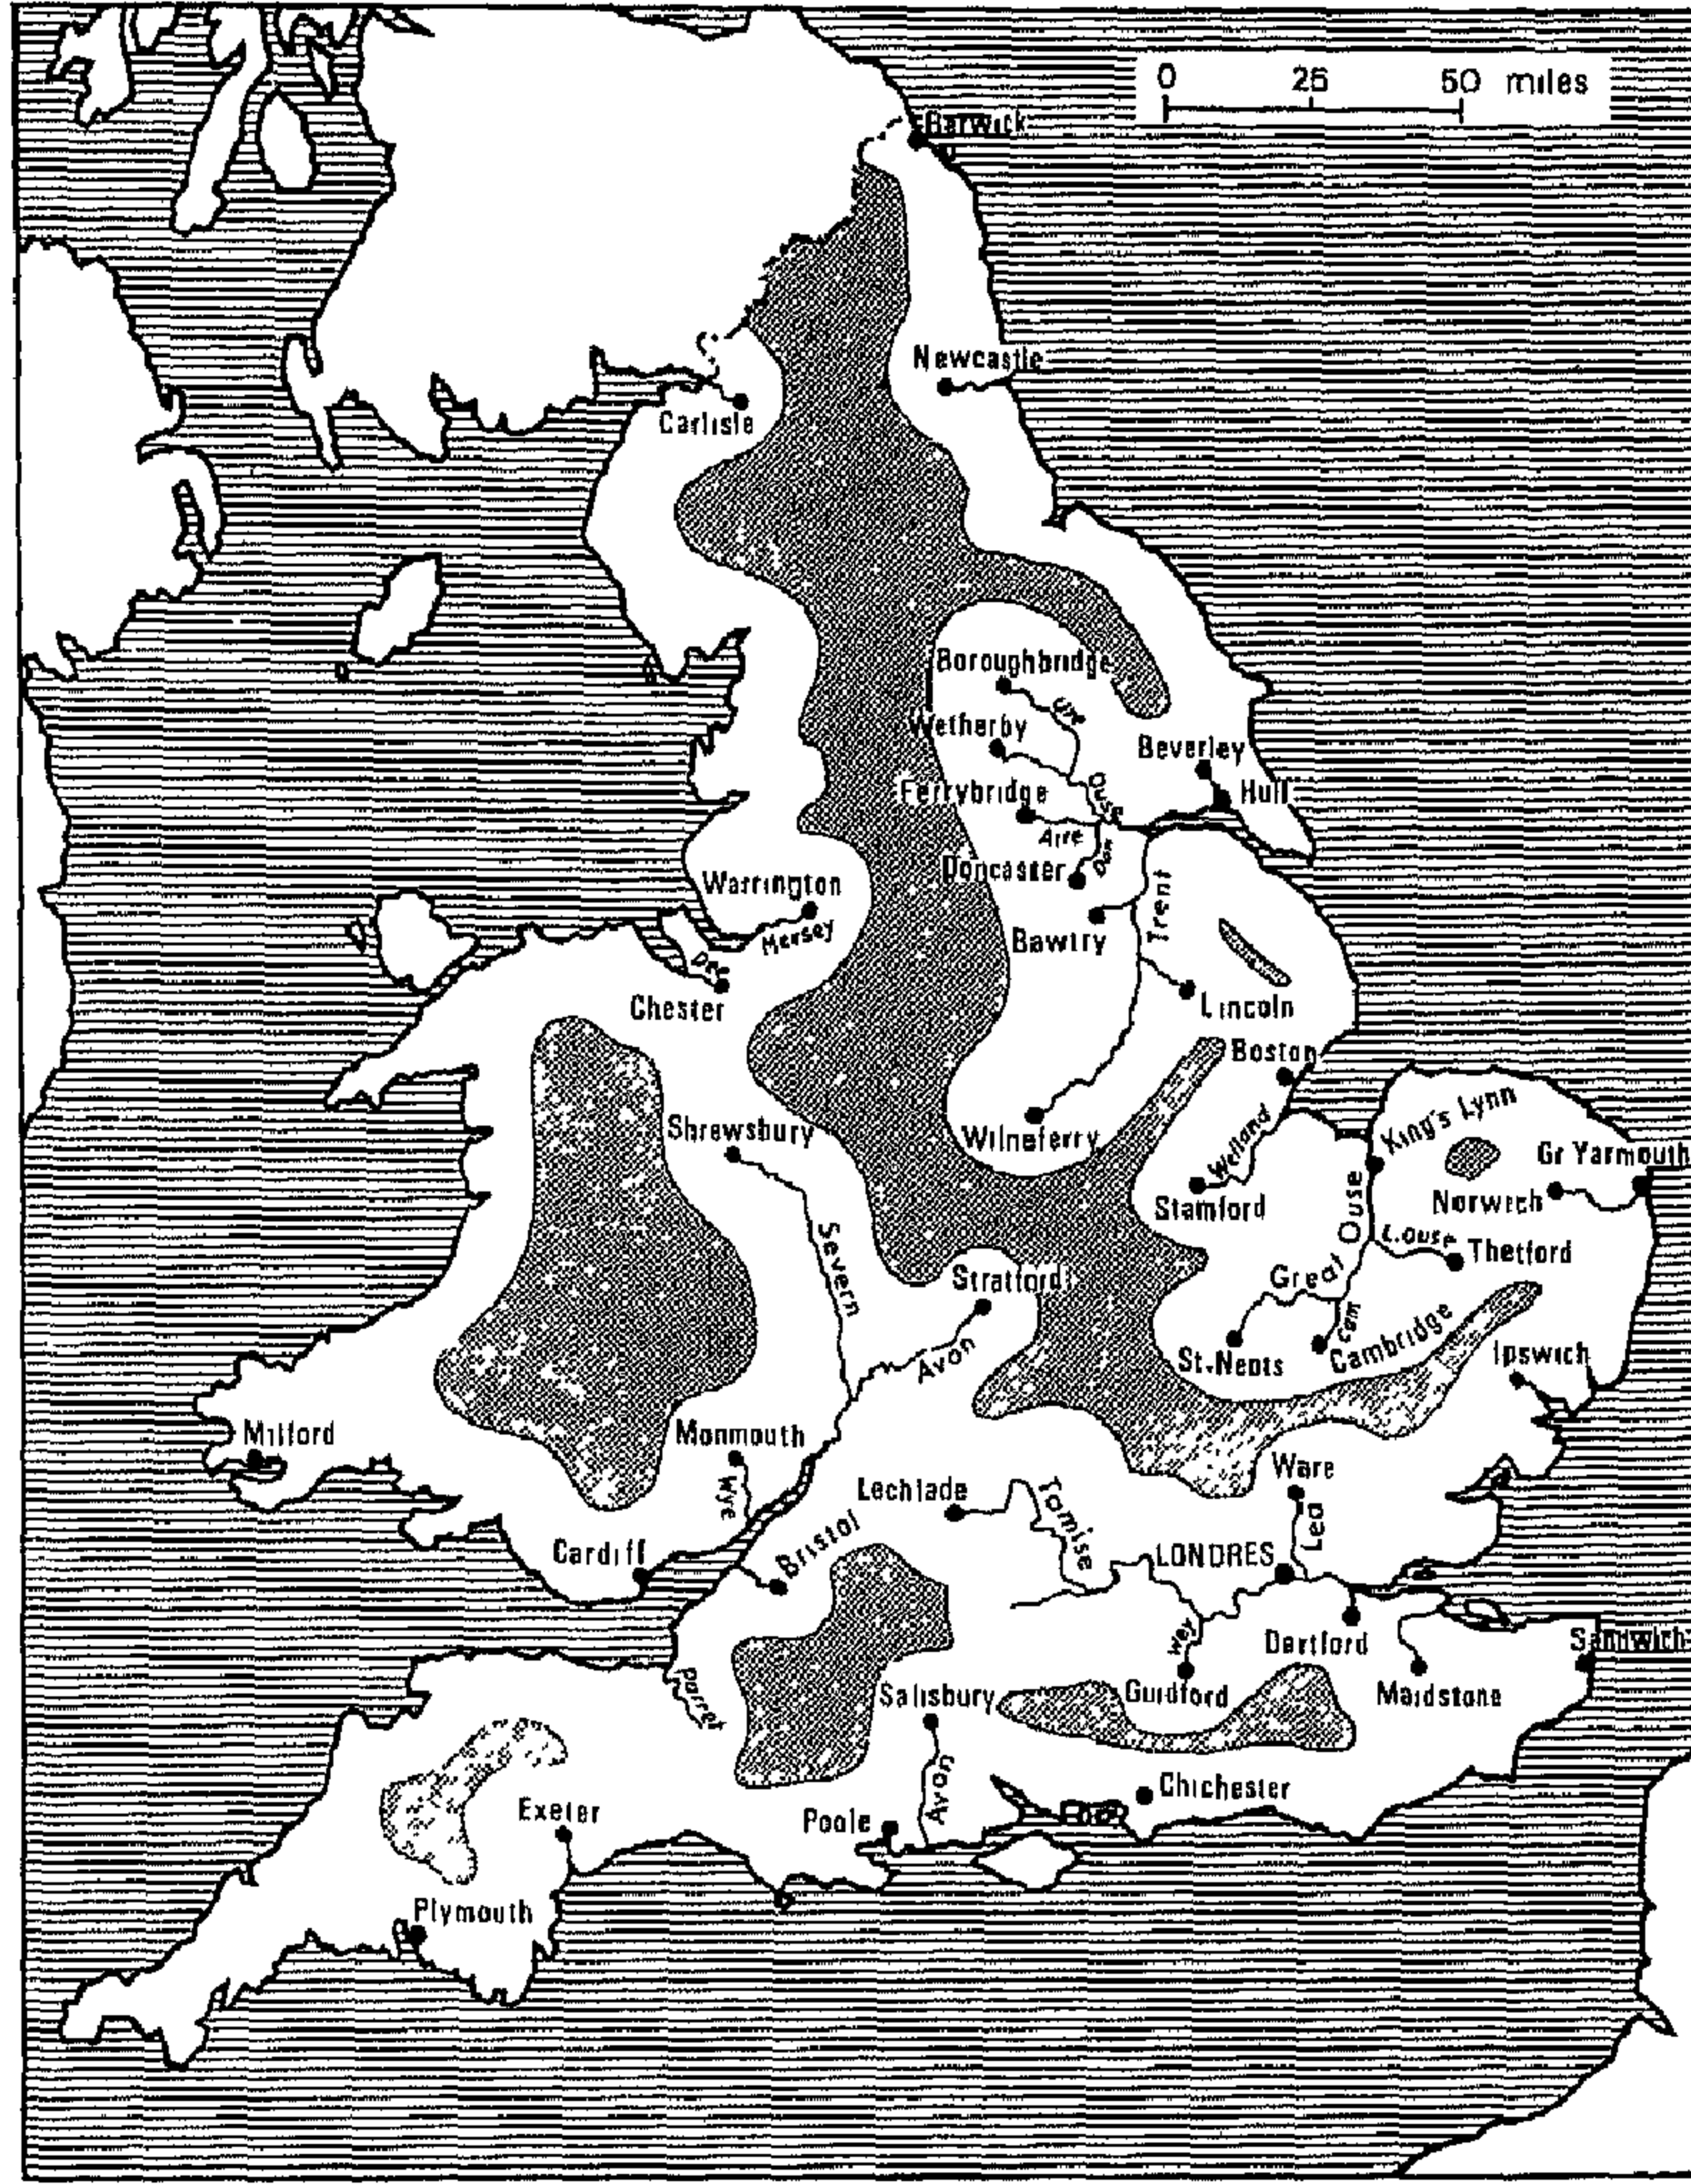 0 25 50 miles
Berwick
Newcastle
Carlisle
Boroughbridge
Ure
Wetherby
Ouse
Beverley
Ferrybridge
Hull
Aire
Don
Doncaster
Warrington
Trent
Mersey
Bawtry
Dee
Chester
Lincoln
Boston
King's Lynn
Shrewsbury
Wilneferry
Welland
Gr Yarmouth
Stamford
Norwich
Great Ouse
L. Ouse
Thetford
Severn
Stratford
Cam
Cambridge
St. Neots
Ipswich
Avon
Milford
Monmouth
Wye
Lechlade
Tamise
Ware
Lea
Cardiff
Bristol
LONDRES
Wey
Dartford
Sandwich
Parret
Salisbury
Guidford
Maidstone
Avon
Chichester
Exeter
Poole
Plymouth